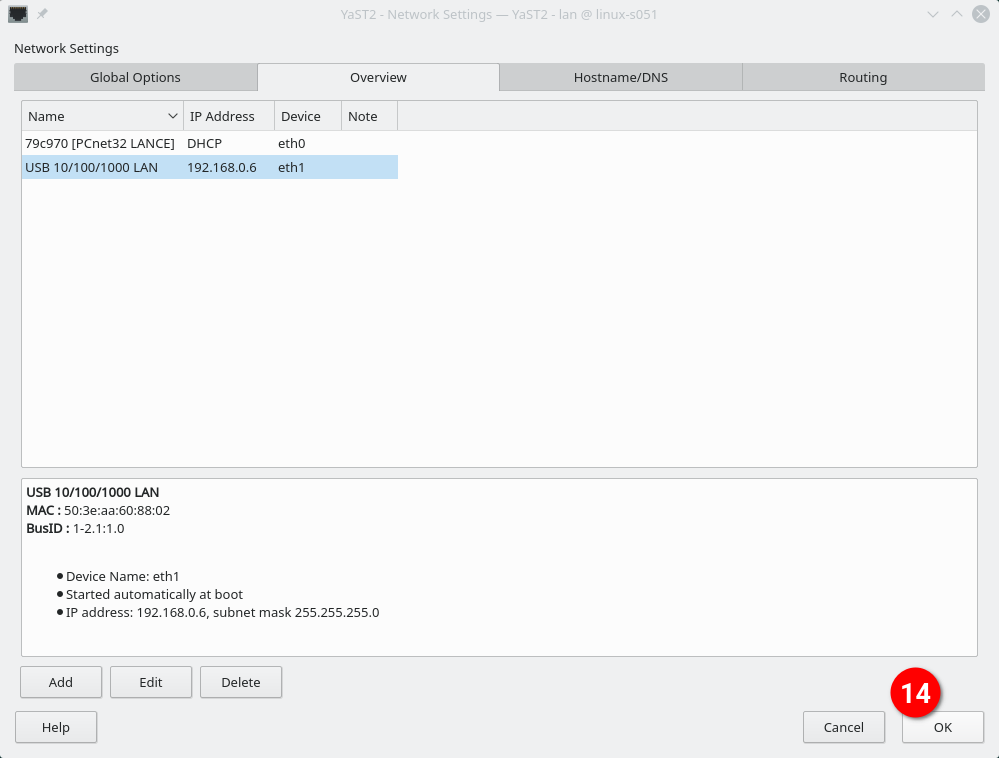 YaST2 - Network Settings — YaST2 - lan @ linux-s051
Network Settings
Global Options Overview Hostname/DNS Routing
Name IP Address Device Note
79c970 [PCnet32 LANCE] DHCP eth0
USB 10/100/1000 LAN 192.168.0.6 eth1
USB 10/100/1000 LAN
MAC : 50:3e:aa:60:88:02
BusID : 1-2.1:1.0
• Device Name: eth1
• Started automatically at boot
• IP address: 192.168.0.6, subnet mask 255.255.255.0
Add Edit Delete
14
Help Cancel OK